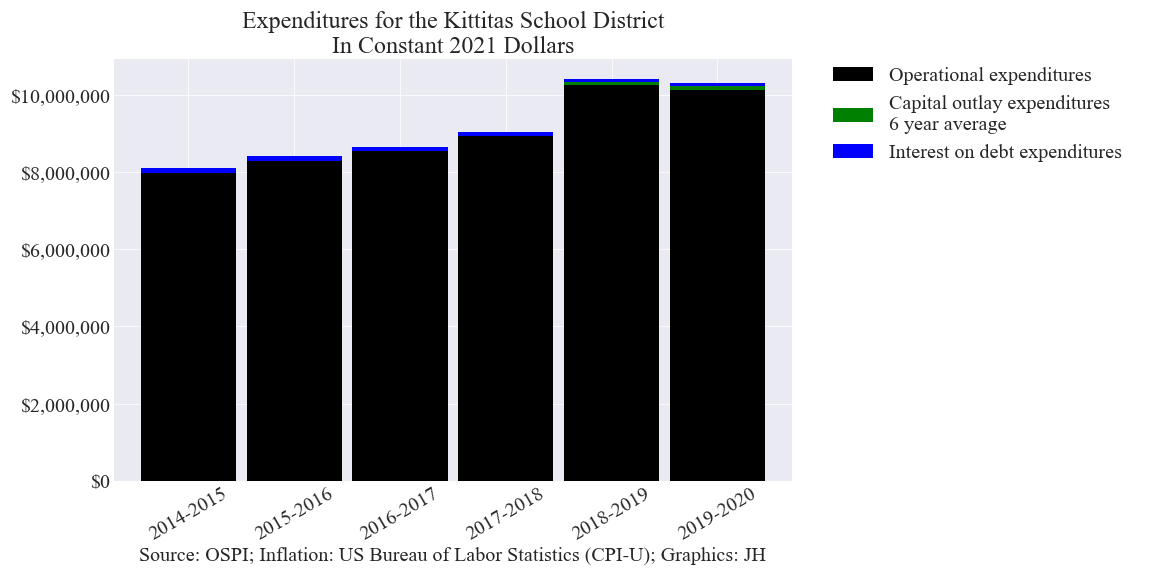 Expenditures for the Kittitas School District
In Constant 2021 Dollars
$10,000,000
$8,000,000
$6,000,000
$4,000,000
$2,000,000
$0
2014-2015
2015-2016
2016-2017
2017-2018
2018-2019
2019-2020
Source: OSPI; Inflation: US Bureau of Labor Statistics (CPI-U); Graphics: JH
Operational expenditures
Capital outlay expenditures
6 year average
Interest on debt expenditures